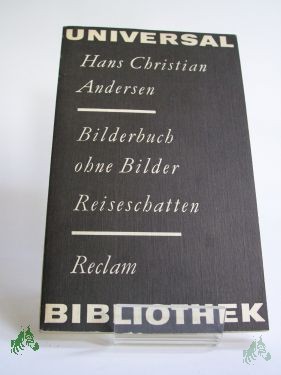 UNIVERSAL
Hans Christian
Andersen
Bilderbuch
ohne Bilder
Reiseschatten
Reclam
BIBLIOTHEK